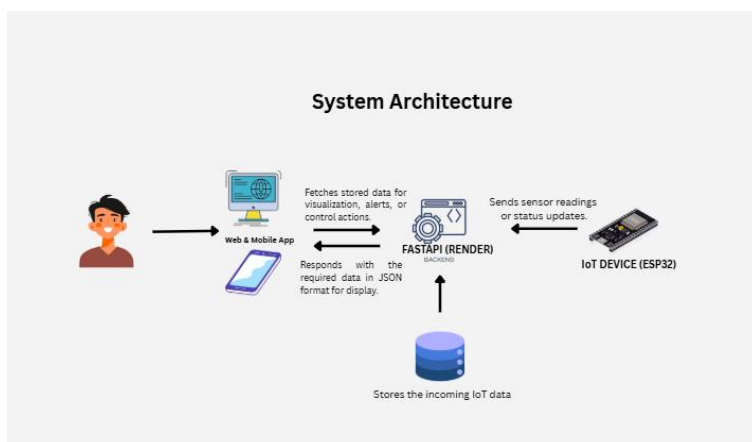 System Architecture
Fetches stored data for
visualization, alerts, or
control actions.
Sends sensor readings
or status updates.
Web & Mobile App
FASTAPI (RENDER)
BACKEND
Responds with the
required data in JSON
format for display.
IoT DEVICE (ESP32)
Stores the incoming IoT data